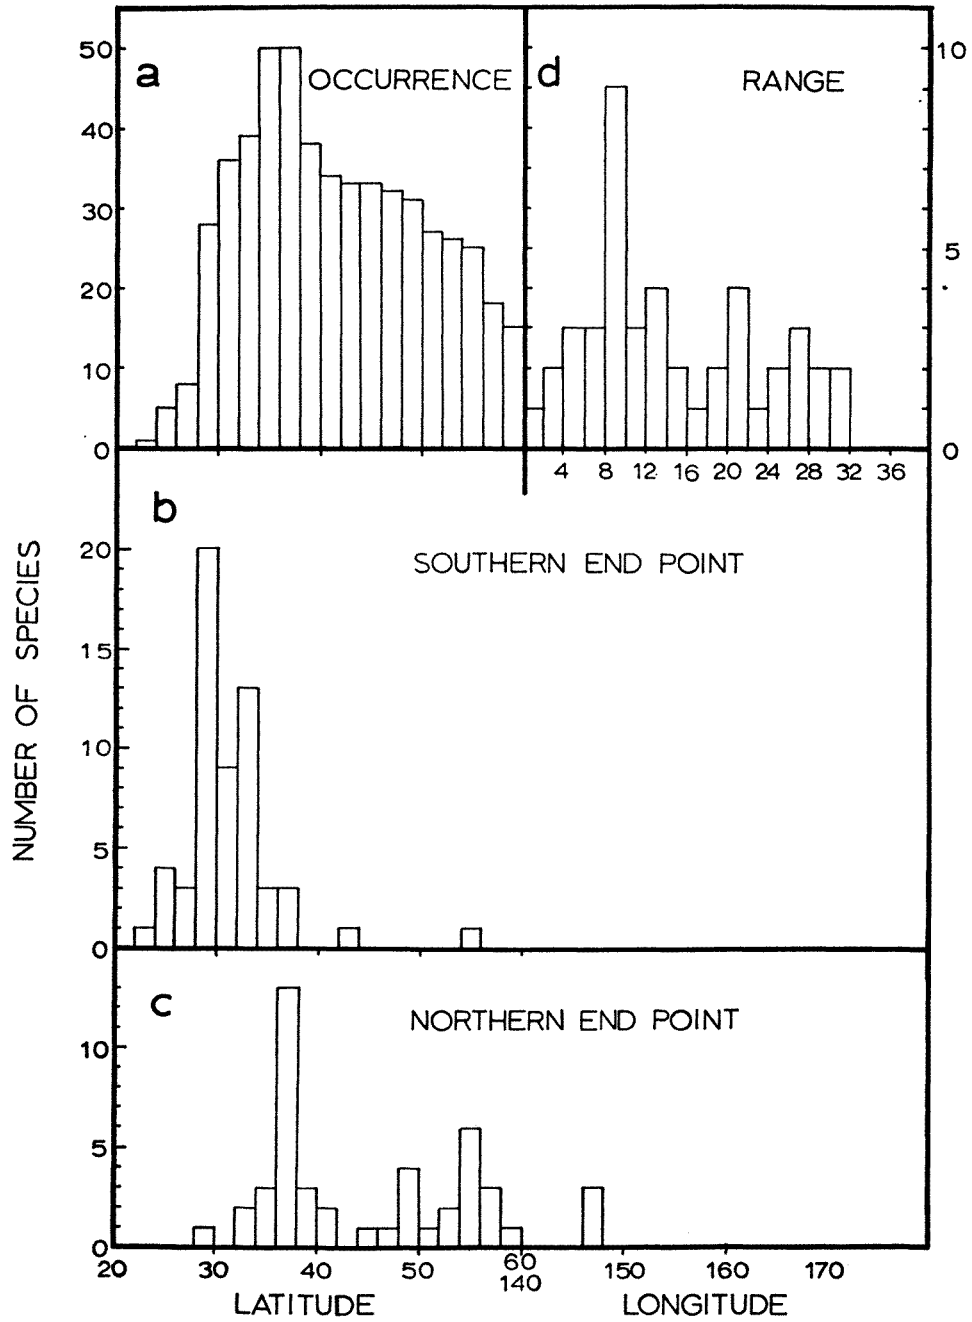 a OCCURRENCE
50
40
30
20
10
0
d RANGE
10
5
0
4 8 12 16 20 24 28 32 36
b SOUTHERN END POINT
20
15
10
5
0
NUMBER OF SPECIES
c NORTHERN END POINT
10
5
0
20 30 40 50 60
140 150 160 170
LATITUDE LONGITUDE